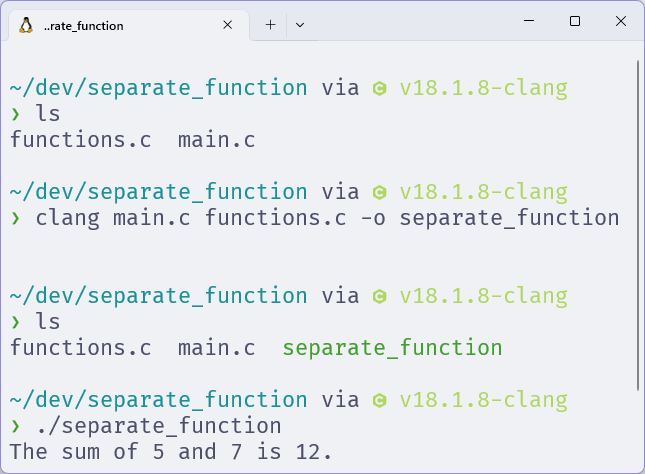 ..rate_function
~/dev/separate_function via C v18.1.8-clang
❯ ls
functions.c  main.c
~/dev/separate_function via C v18.1.8-clang
❯ clang main.c functions.c -o separate_function
~/dev/separate_function via C v18.1.8-clang
❯ ls
functions.c  main.c  separate_function
~/dev/separate_function via C v18.1.8-clang
❯ ./separate_function
The sum of 5 and 7 is 12.